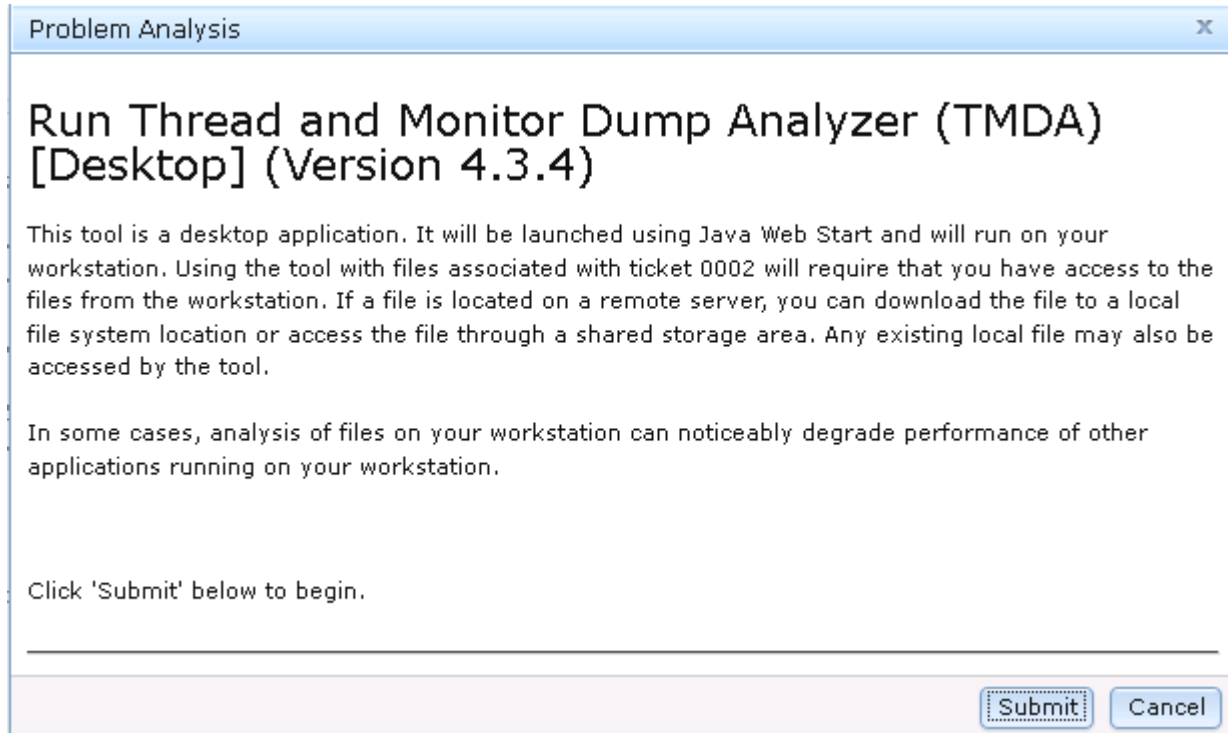 Problem Analysis x
Run Thread and Monitor Dump Analyzer (TMDA)
[Desktop] (Version 4.3.4)
This tool is a desktop application. It will be launched using Java Web Start and will run on your
workstation. Using the tool with files associated with ticket 0002 will require that you have access to the
files from the workstation. If a file is located on a remote server, you can download the file to a local
file system location or access the file through a shared storage area. Any existing local file may also be
accessed by the tool.
In some cases, analysis of files on your workstation can noticeably degrade performance of other
applications running on your workstation.
Click 'Submit' below to begin.
Submit Cancel